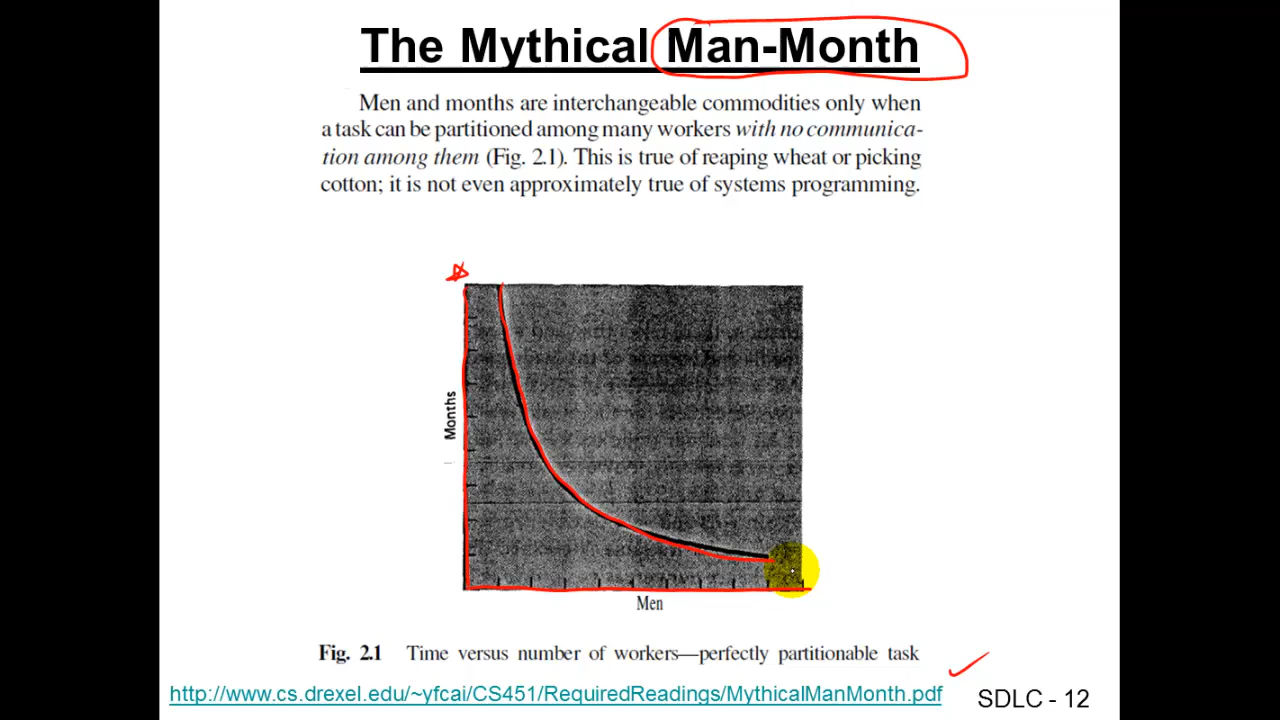 The Mythical Man-Month
Men and months are interchangeable commodities only when
a task can be partitioned among many workers with no communica-
tion among them (Fig. 2.1). This is true of reaping wheat or picking
cotton; it is not even approximately true of systems programming.
Months
Men
Fig. 2.1 Time versus number of workers—perfectly partitionable task
http://www.cs.drexel.edu/~yfcai/CS451/RequiredReadings/MythicalManMonth.pdf
SDLC - 12